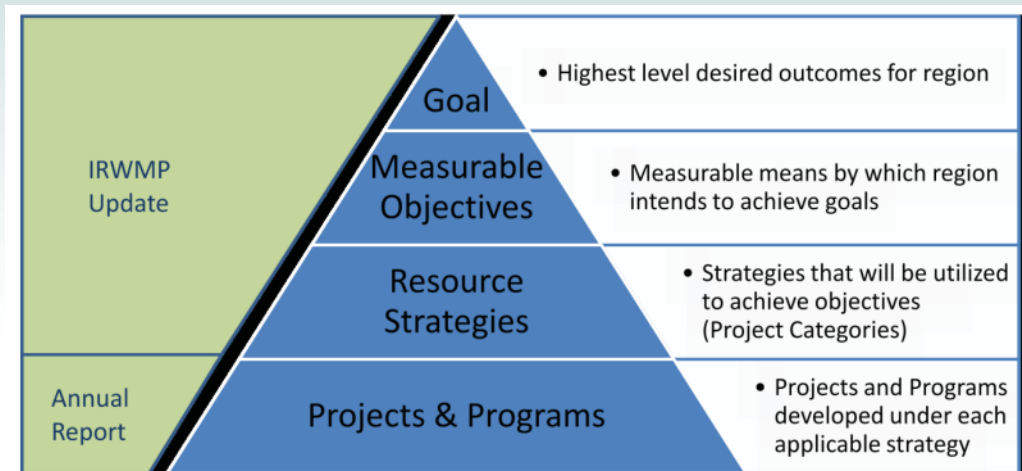 IRWMP
Update
Annual
Report
Goal
Measurable
Objectives
Resource
Strategies
Projects & Programs
• Highest level desired outcomes for region
• Measurable means by which region
intends to achieve goals
• Strategies that will be utilized
to achieve objectives
(Project Categories)
• Projects and Programs
developed under each
applicable strategy